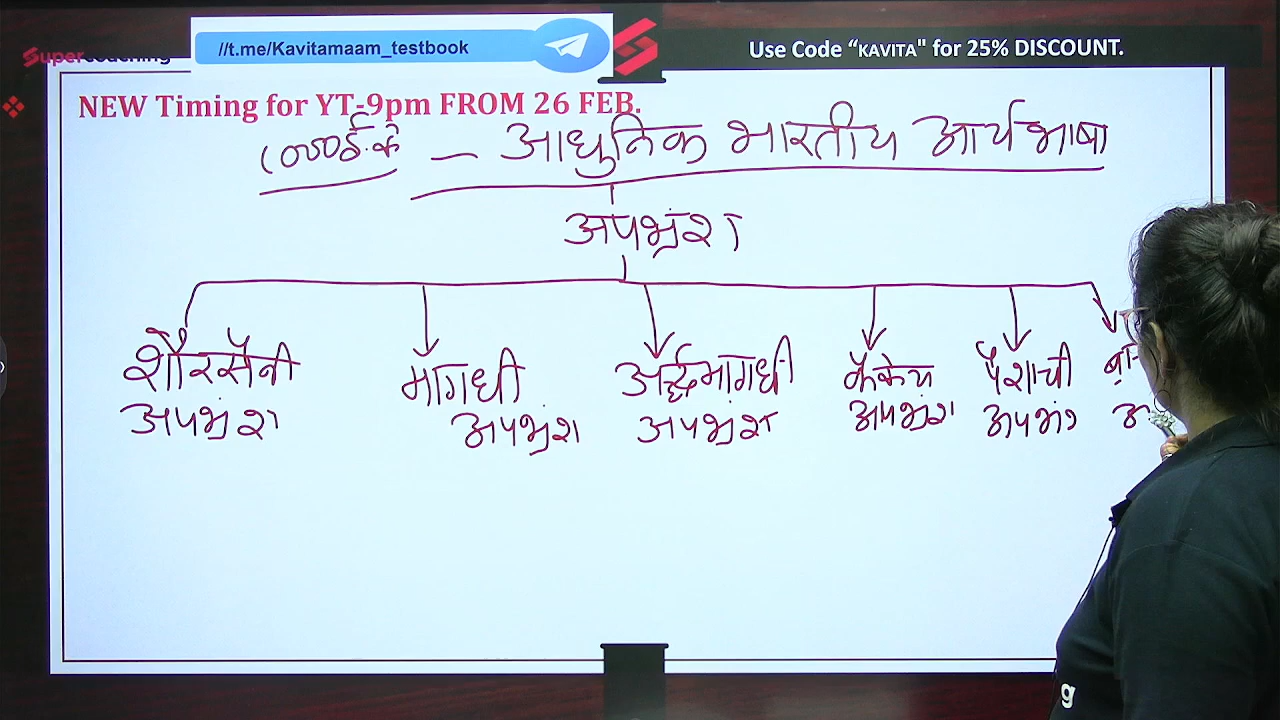 //t.me/Kavitamaam_testbook
Supercoaching
Use Code “KAVITA" for 25% DISCOUNT.
NEW Timing for YT-9pm FROM 26 FEB.
1000ई.के – आधुनिक भारतीय आर्यभाषा
अपभ्रंश
शौरसैनी मागधी अर्द्धमागधी कैकेय पैशाची
अपभ्रंश अपभ्रंश अपभ्रंश अपभ्रंश अपभ्रंश
g